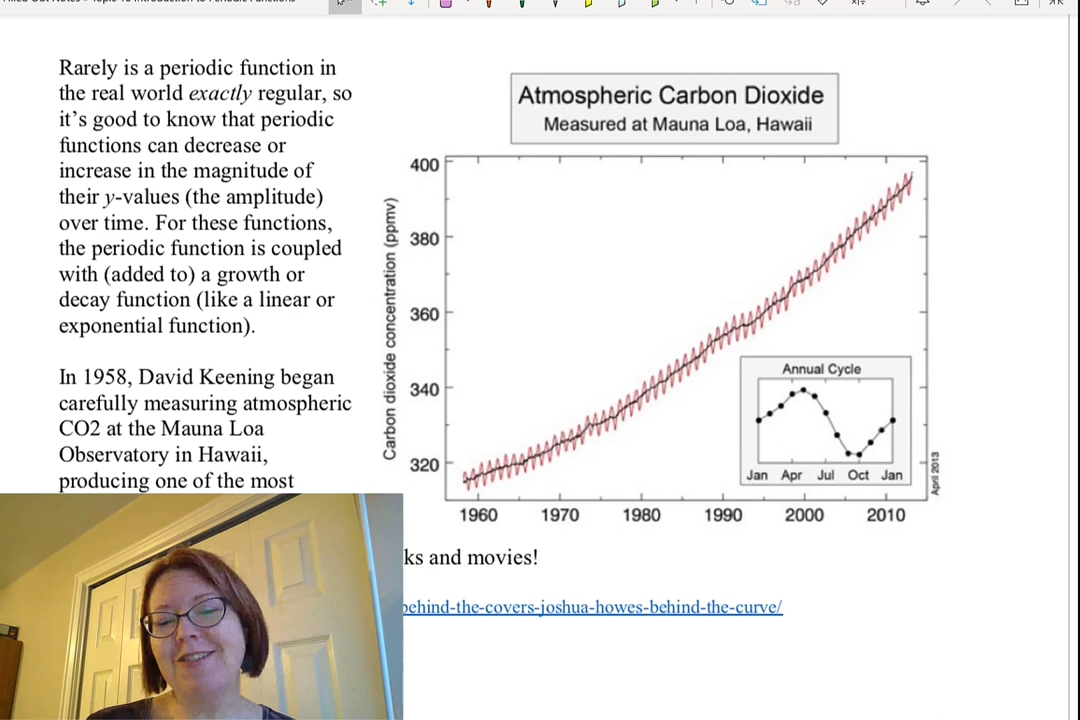 Rarely is a periodic function in
the real world exactly regular, so
it's good to know that periodic
functions can decrease or
increase in the magnitude of
their y-values (the amplitude)
over time. For these functions,
the periodic function is coupled
with (added to) a growth or
decay function (like a linear or
exponential function).
In 1958, David Keening began
carefully measuring atmospheric
CO2 at the Mauna Loa
Observatory in Hawaii,
producing one of the most
ks and movies!
behind-the-covers-joshua-howes-behind-the-curve/
Atmospheric Carbon Dioxide
Measured at Mauna Loa, Hawaii
Carbon dioxide concentration (ppmv)
400
380
360
340
320
1960 1970 1980 1990 2000 2010
Annual Cycle
Jan Apr Jul Oct Jan
April 2013